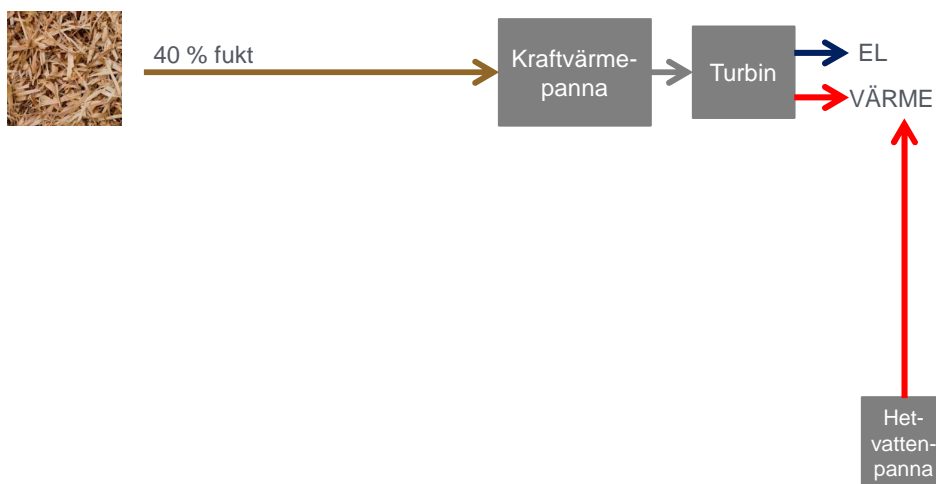 40 % fukt
Kraftvärme-
panna
Turbin
EL
VÄRME
Het-
vatten-
panna